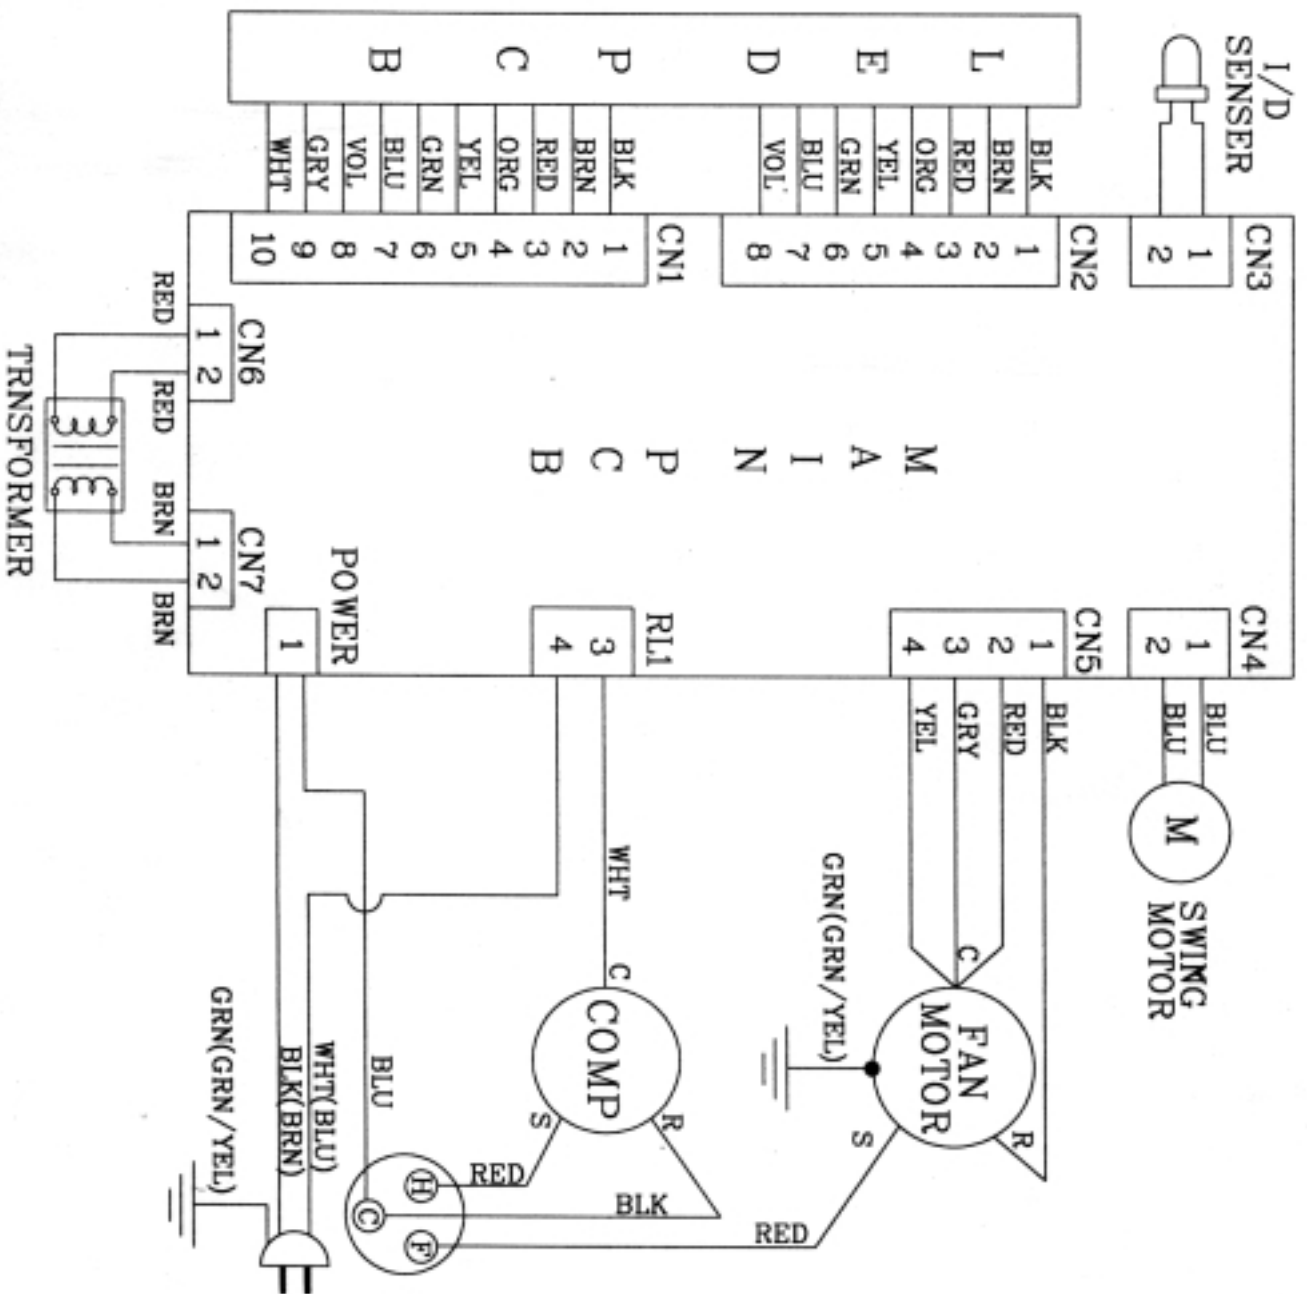 I/D
SENSER
CN3
1
2
CN4
1
2
BLU
BLU
M
SWING
MOTOR
L
E
D
P
C
B
BLK
BRN
RED
ORG
YEL
GRN
BLU
VOL
CN2
1
2
3
4
5
6
7
8
BLK
BRN
RED
ORG
YEL
GRN
BLU
VOL
GRY
WHT
CN1
1
2
3
4
5
6
7
8
9
10
M
A
I
N
P
C
B
CN5
1
2
3
4
BLK
RED
GRY
YEL
C
FAN
MOTOR
R
S
GRN(GRN/YEL)
RED
RL1
3
4
WHT
C
COMP
R
S
BLK
RED
H
C
F
BLU
POWER
1
WHT(BLU)
BLK(BRN)
GRN(GRN/YEL)
CN6
1
2
RED
RED
CN7
1
2
BRN
BRN
TRNSFORMER